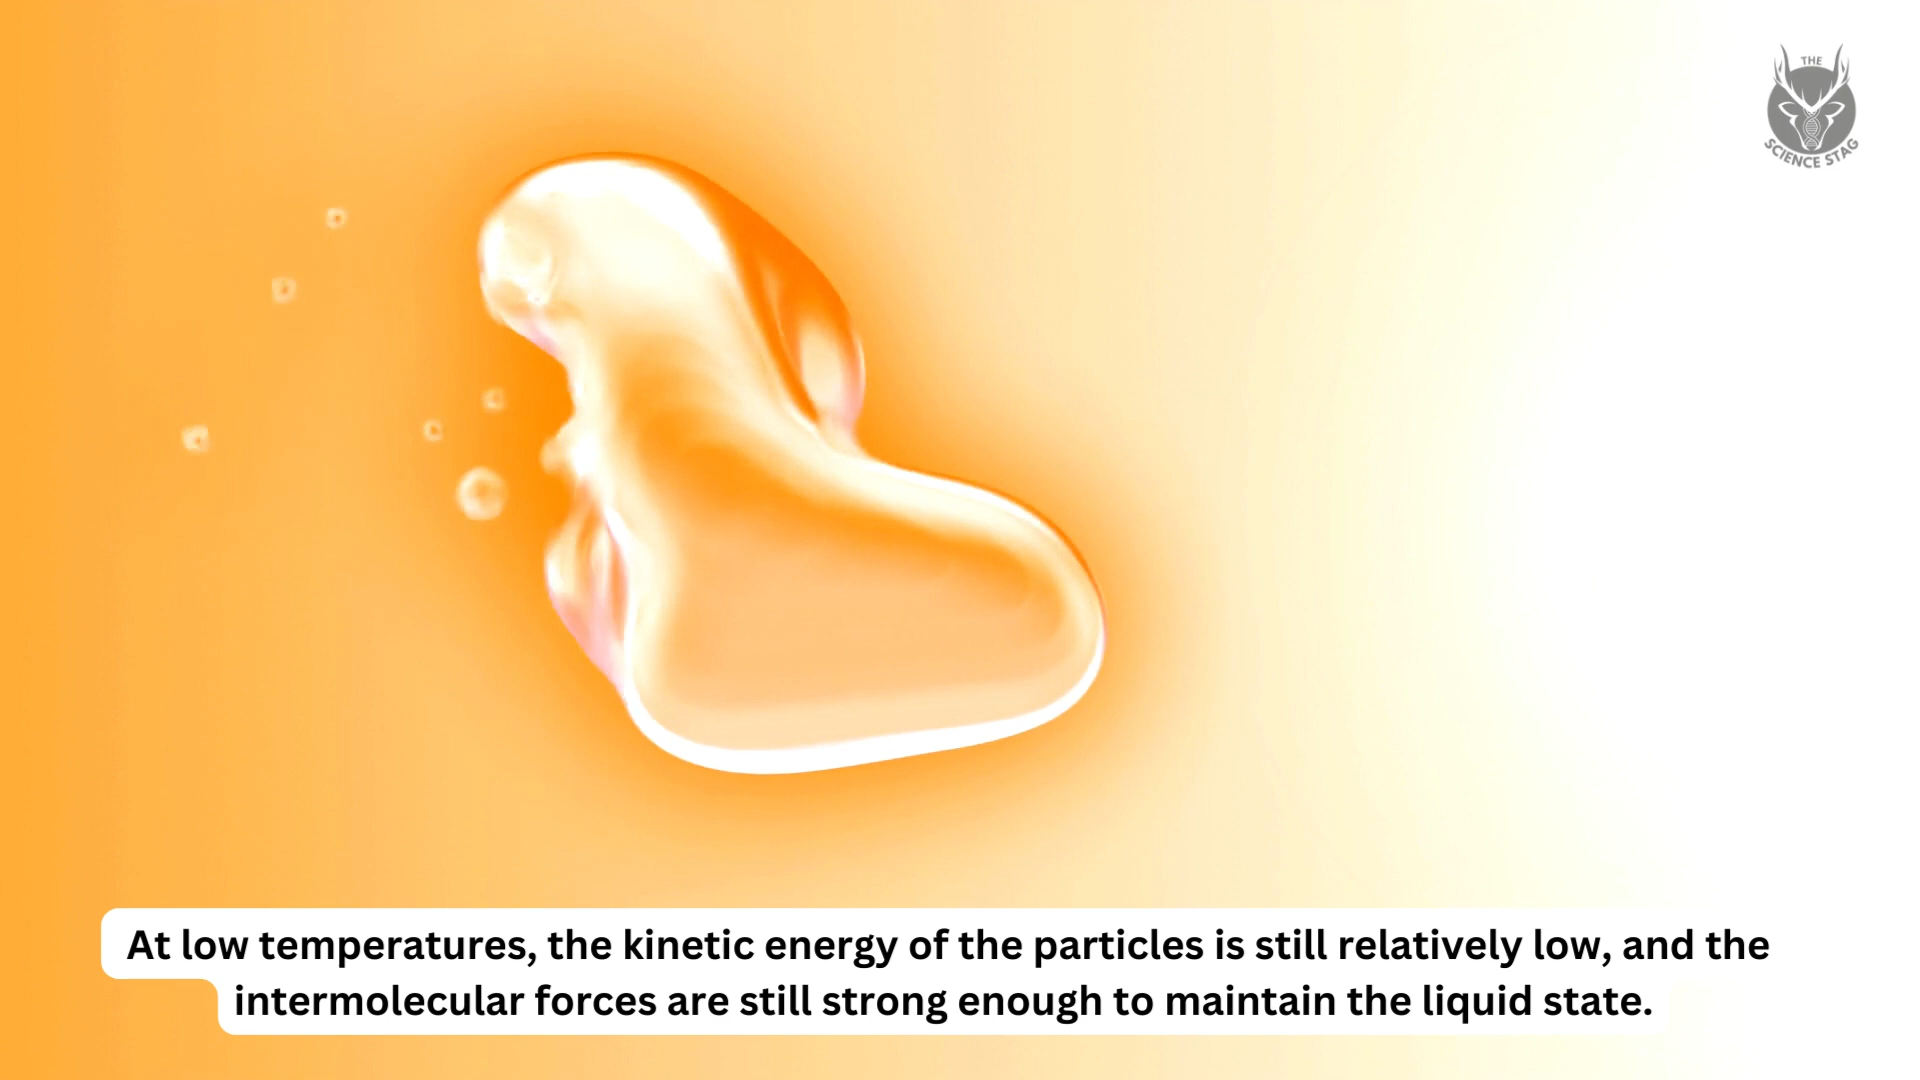 THE
SCIENCE STAG
At low temperatures, the kinetic energy of the particles is still relatively low, and the
intermolecular forces are still strong enough to maintain the liquid state.